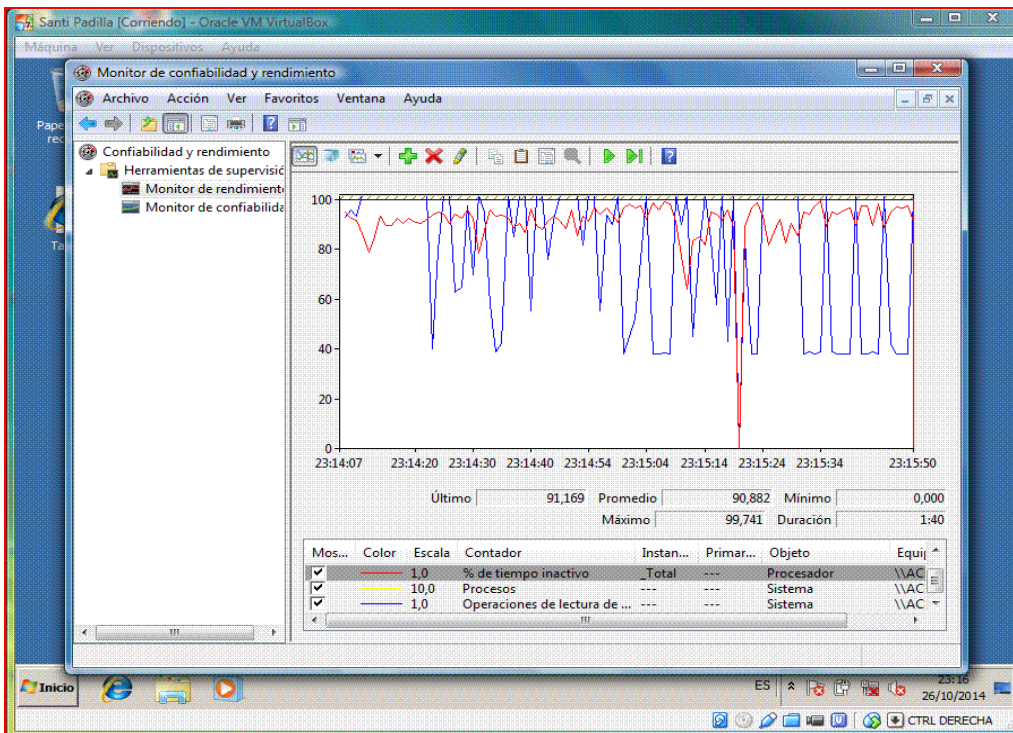 Santi Padilla [Corriendo] - Oracle VM VirtualBox
Máquina Ver Dispositivos Ayuda
Monitor de confiabilidad y rendimiento
Archivo Acción Ver Favoritos Ventana Ayuda
Confiabilidad y rendimiento
Herramientas de supervisió
Monitor de rendimient
Monitor de confiabilida
Pape
rec
Ta
100
80
60
40
20
0
23:14:07 23:14:20 23:14:30 23:14:40 23:14:54 23:15:04 23:15:14 23:15:24 23:15:34 23:15:50
Último 91,169 Promedio 90,882 Mínimo 0,000
Máximo 99,741 Duración 1:40
Mos... Color Escala Contador Instan... Primar... Objeto Equip
1,0 % de tiempo inactivo _Total --- Procesador \\AC
10,0 Procesos --- --- Sistema \\AC
1,0 Operaciones de lectura de ... --- --- Sistema \\AC
Inicio
ES
23:16
26/10/2014
CTRL DERECHA